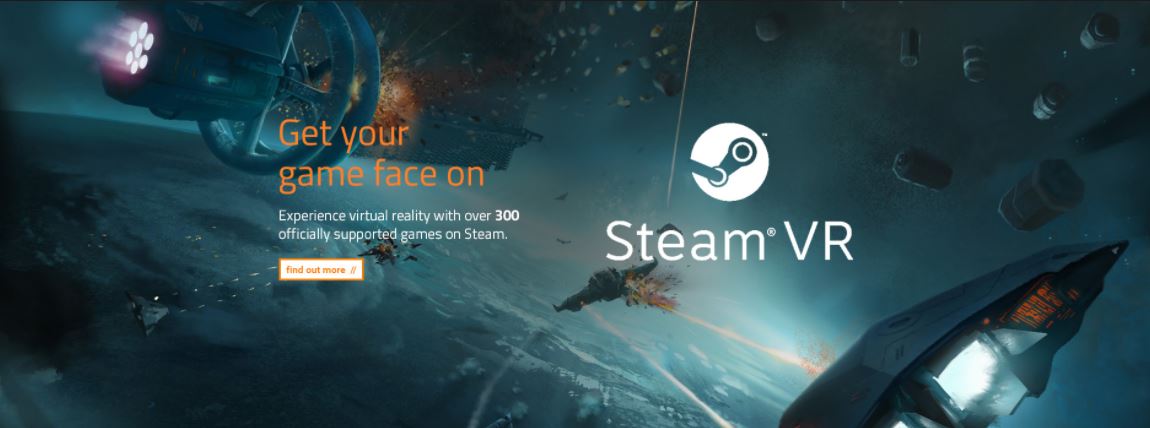 Get your
game face on
Experience virtual reality with over 300
officially supported games on Steam.
find out more //
™
Steam® VR